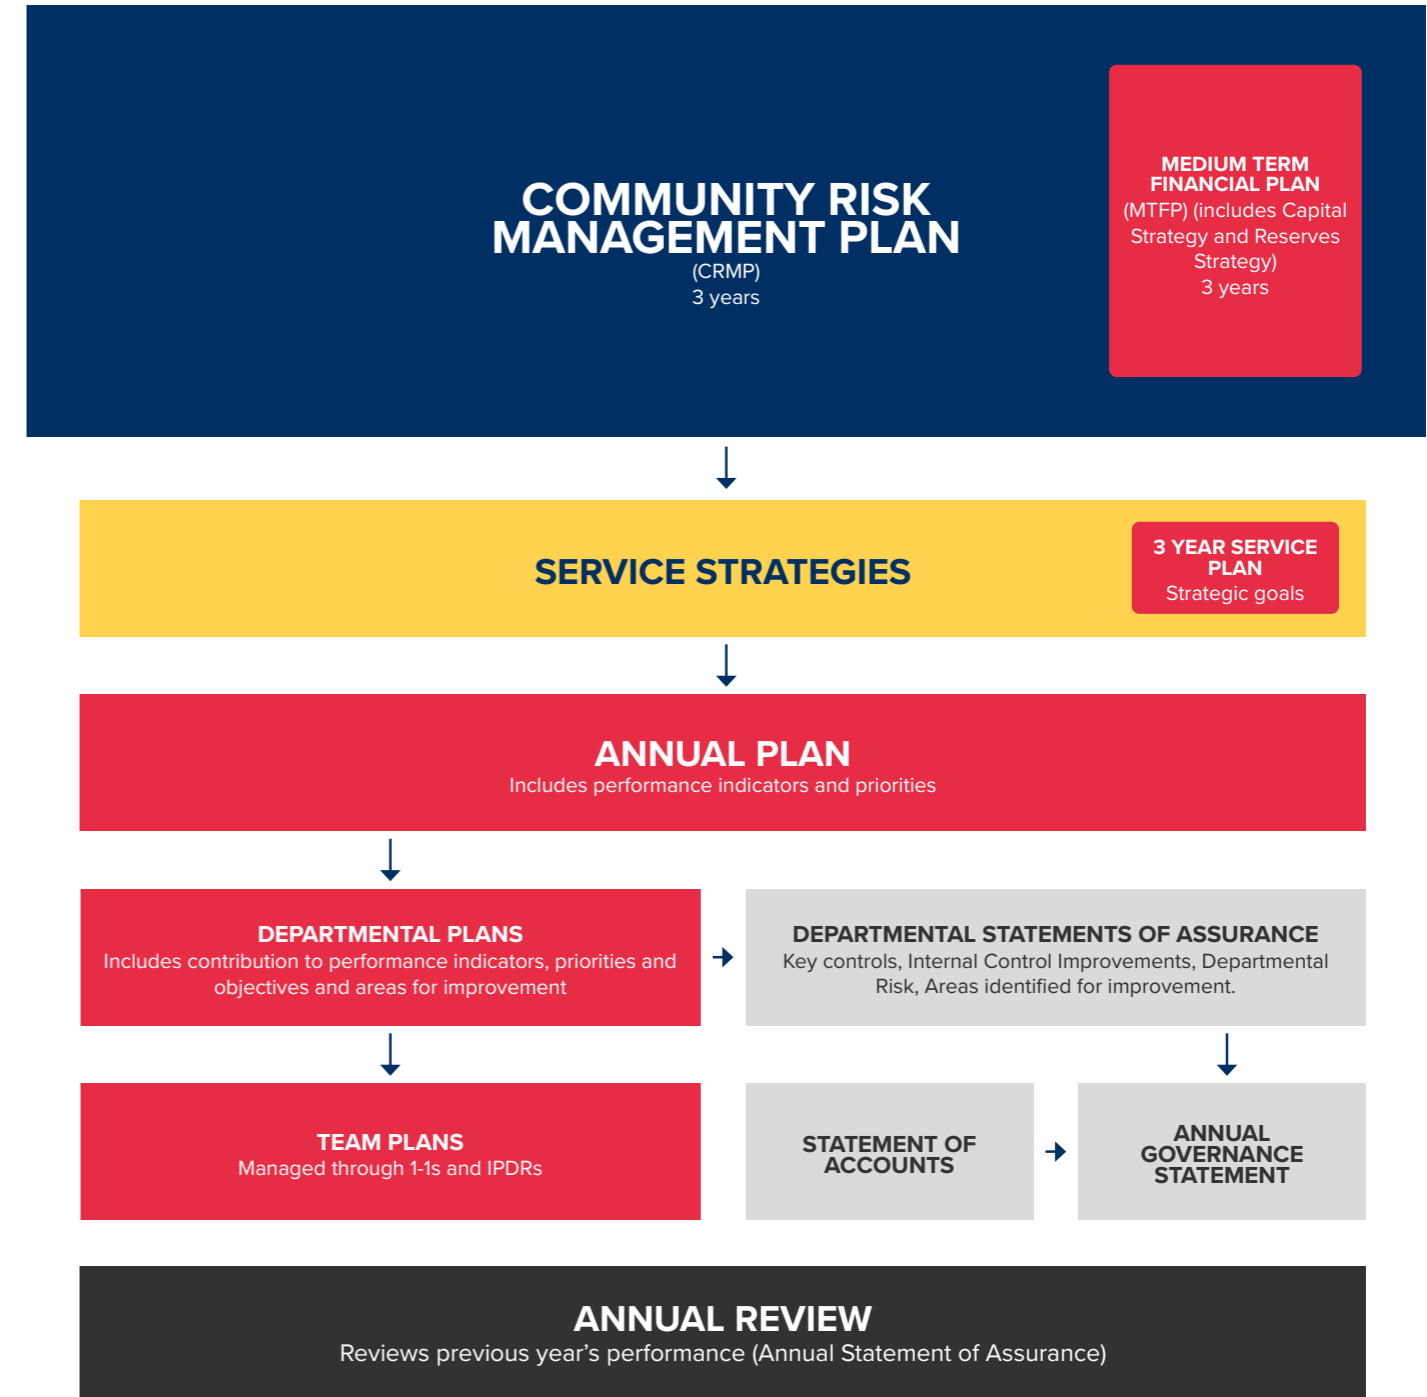 COMMUNITY RISK
MANAGEMENT PLAN
(CRMP)
3 years
MEDIUM TERM
FINANCIAL PLAN
(MTFP) (includes Capital
Strategy and Reserves
Strategy)
3 years
SERVICE STRATEGIES
3 YEAR SERVICE
PLAN
Strategic goals
ANNUAL PLAN
Includes performance indicators and priorities
DEPARTMENTAL PLANS
Includes contribution to performance indicators, priorities and
objectives and areas for improvement
DEPARTMENTAL STATEMENTS OF ASSURANCE
Key controls, Internal Control Improvements, Departmental
Risk, Areas identified for improvement.
TEAM PLANS
Managed through 1-1s and IPDRs
STATEMENT OF
ACCOUNTS
ANNUAL
GOVERNANCE
STATEMENT
ANNUAL REVIEW
Reviews previous year’s performance (Annual Statement of Assurance)